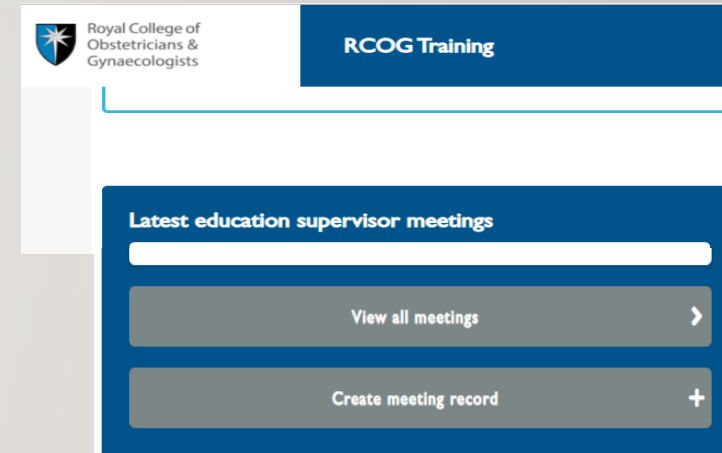 Royal College of
Obstetricians &
Gynaecologists
RCOG Training
Latest education supervisor meetings
View all meetings
Create meeting record